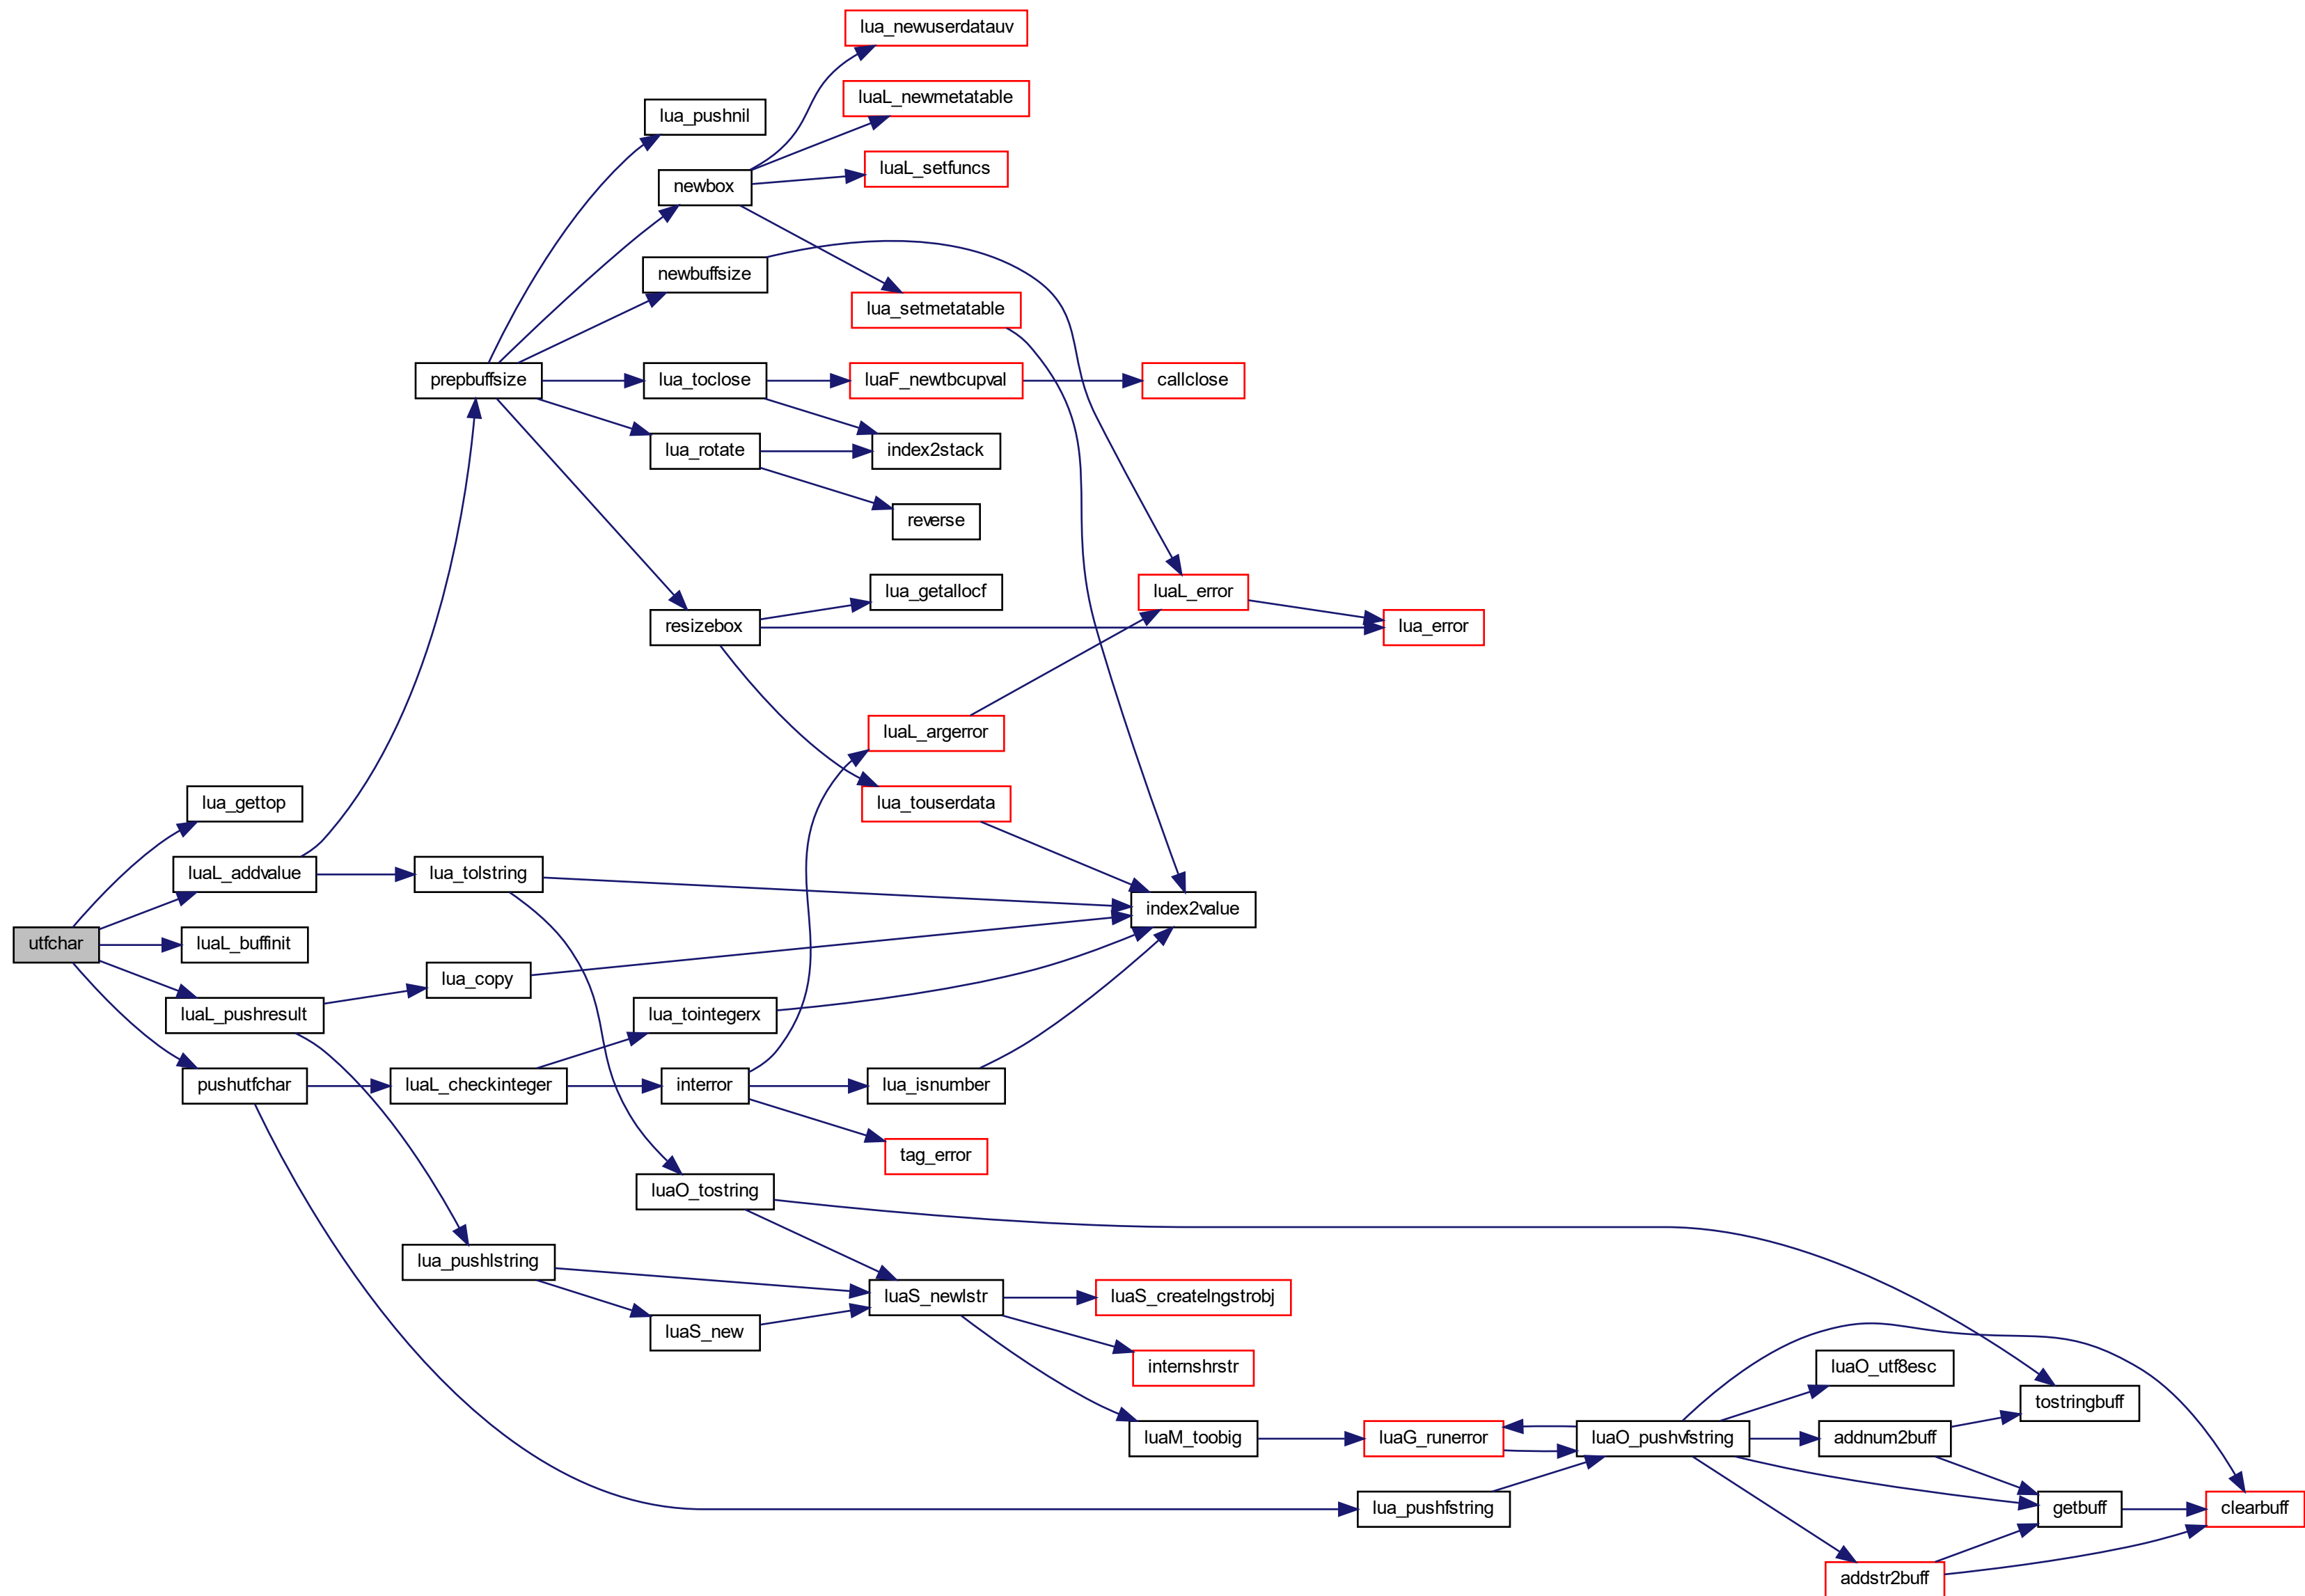 lua_newuserdatauv
luaL_newmetatable
lua_pushnil
luaL_setfuncs
newbox
newbuffsize
lua_setmetatable
prepbuffsize
lua_toclose
luaF_newtbcupval
callclose
lua_rotate
index2stack
reverse
lua_getallocf
luaL_error
resizebox
lua_error
luaL_argerror
lua_gettop
lua_touserdata
luaL_addvalue
lua_tolstring
index2value
utfchar
luaL_buffinit
lua_copy
luaL_pushresult
lua_tointegerx
pushutfchar
luaL_checkinteger
interror
lua_isnumber
tag_error
luaO_tostring
lua_pushlstring
luaS_newlstr
luaS_createlngstrobj
luaS_new
internshrstr
luaO_utf8esc
tostringbuff
luaM_toobig
luaG_runerror
luaO_pushvfstring
addnum2buff
lua_pushfstring
getbuff
clearbuff
addstr2buff